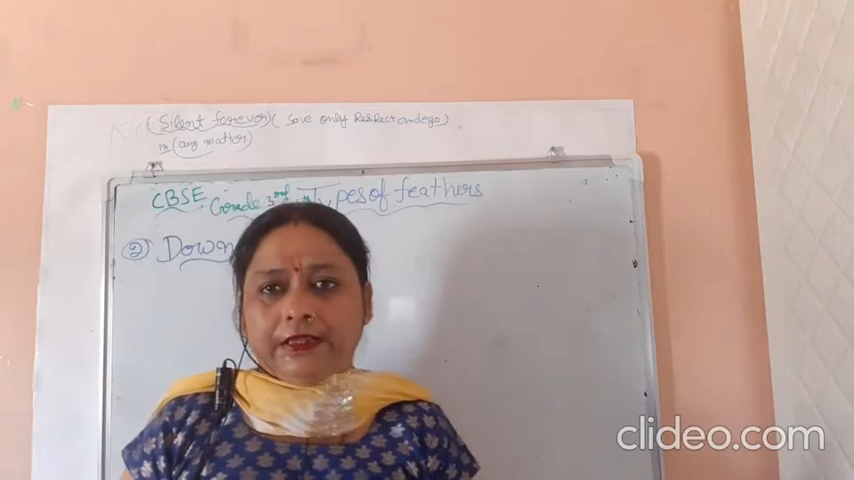 (Silent forever) (Save only Respect and ego)
in (any matter)
CBSE Grade 3rd Types of feathers
② Down
clideo.com